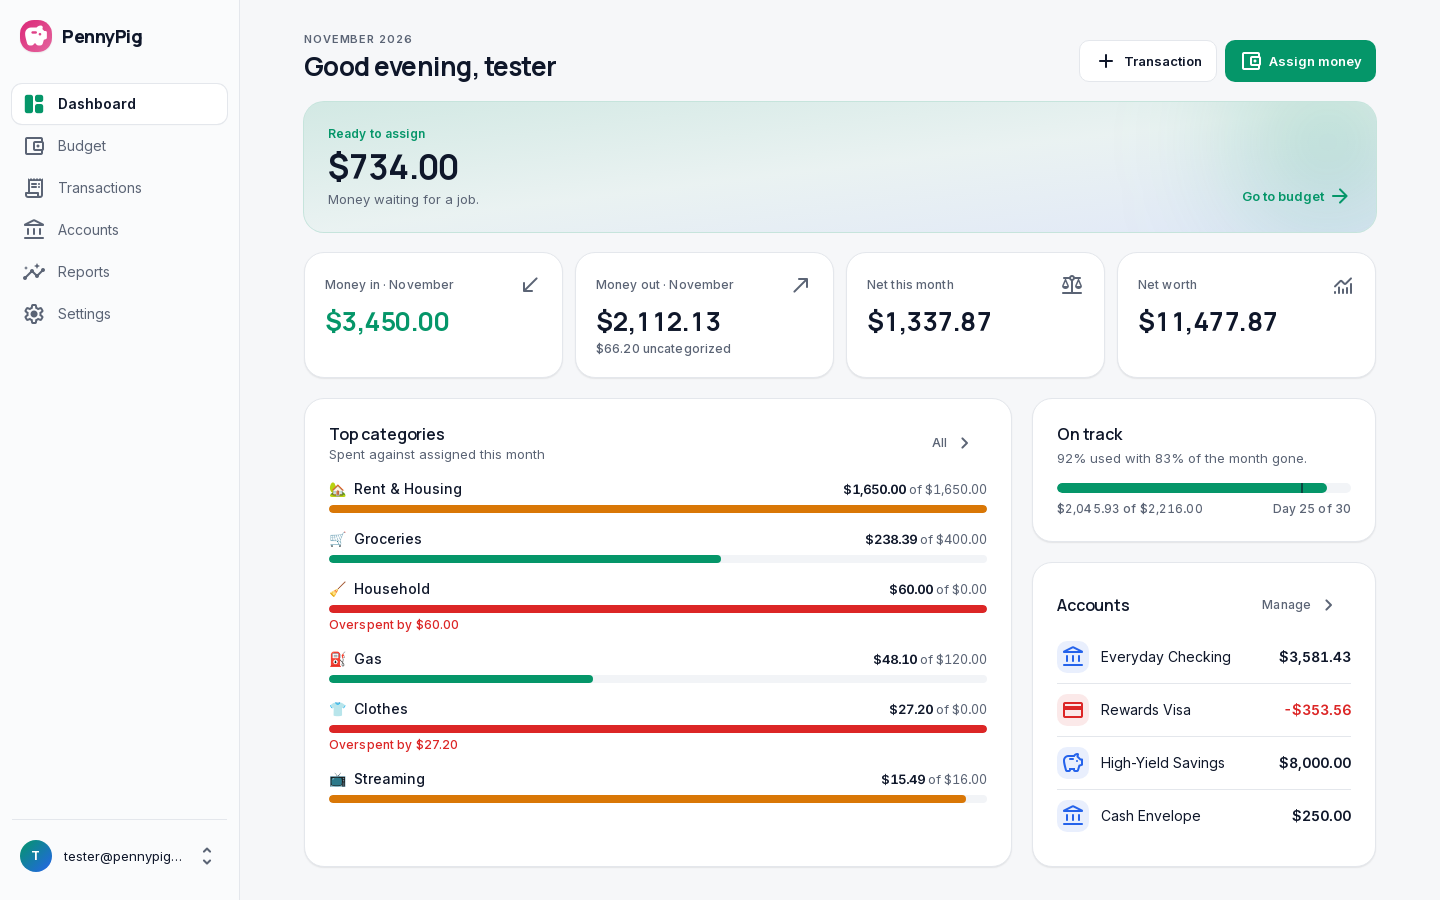 PennyPig
Dashboard
Budget
Transactions
Accounts
Reports
Settings
T
tester@pennypig...
NOVEMBER 2026
Good evening, tester
Transaction
Assign money
Ready to assign
$734.00
Money waiting for a job.
Go to budget
Money in · November
$3,450.00
Money out · November
$2,112.13
$66.20 uncategorized
Net this month
$1,337.87
Net worth
$11,477.87
Top categories
Spent against assigned this month
All
Rent & Housing
$1,650.00 of $1,650.00
Groceries
$238.39 of $400.00
Household
$60.00 of $0.00
Overspent by $60.00
Gas
$48.10 of $120.00
Clothes
$27.20 of $0.00
Overspent by $27.20
Streaming
$15.49 of $16.00
On track
92% used with 83% of the month gone.
$2,045.93 of $2,216.00
Day 25 of 30
Accounts
Manage
Everyday Checking
$3,581.43
Rewards Visa
-$353.56
High-Yield Savings
$8,000.00
Cash Envelope
$250.00